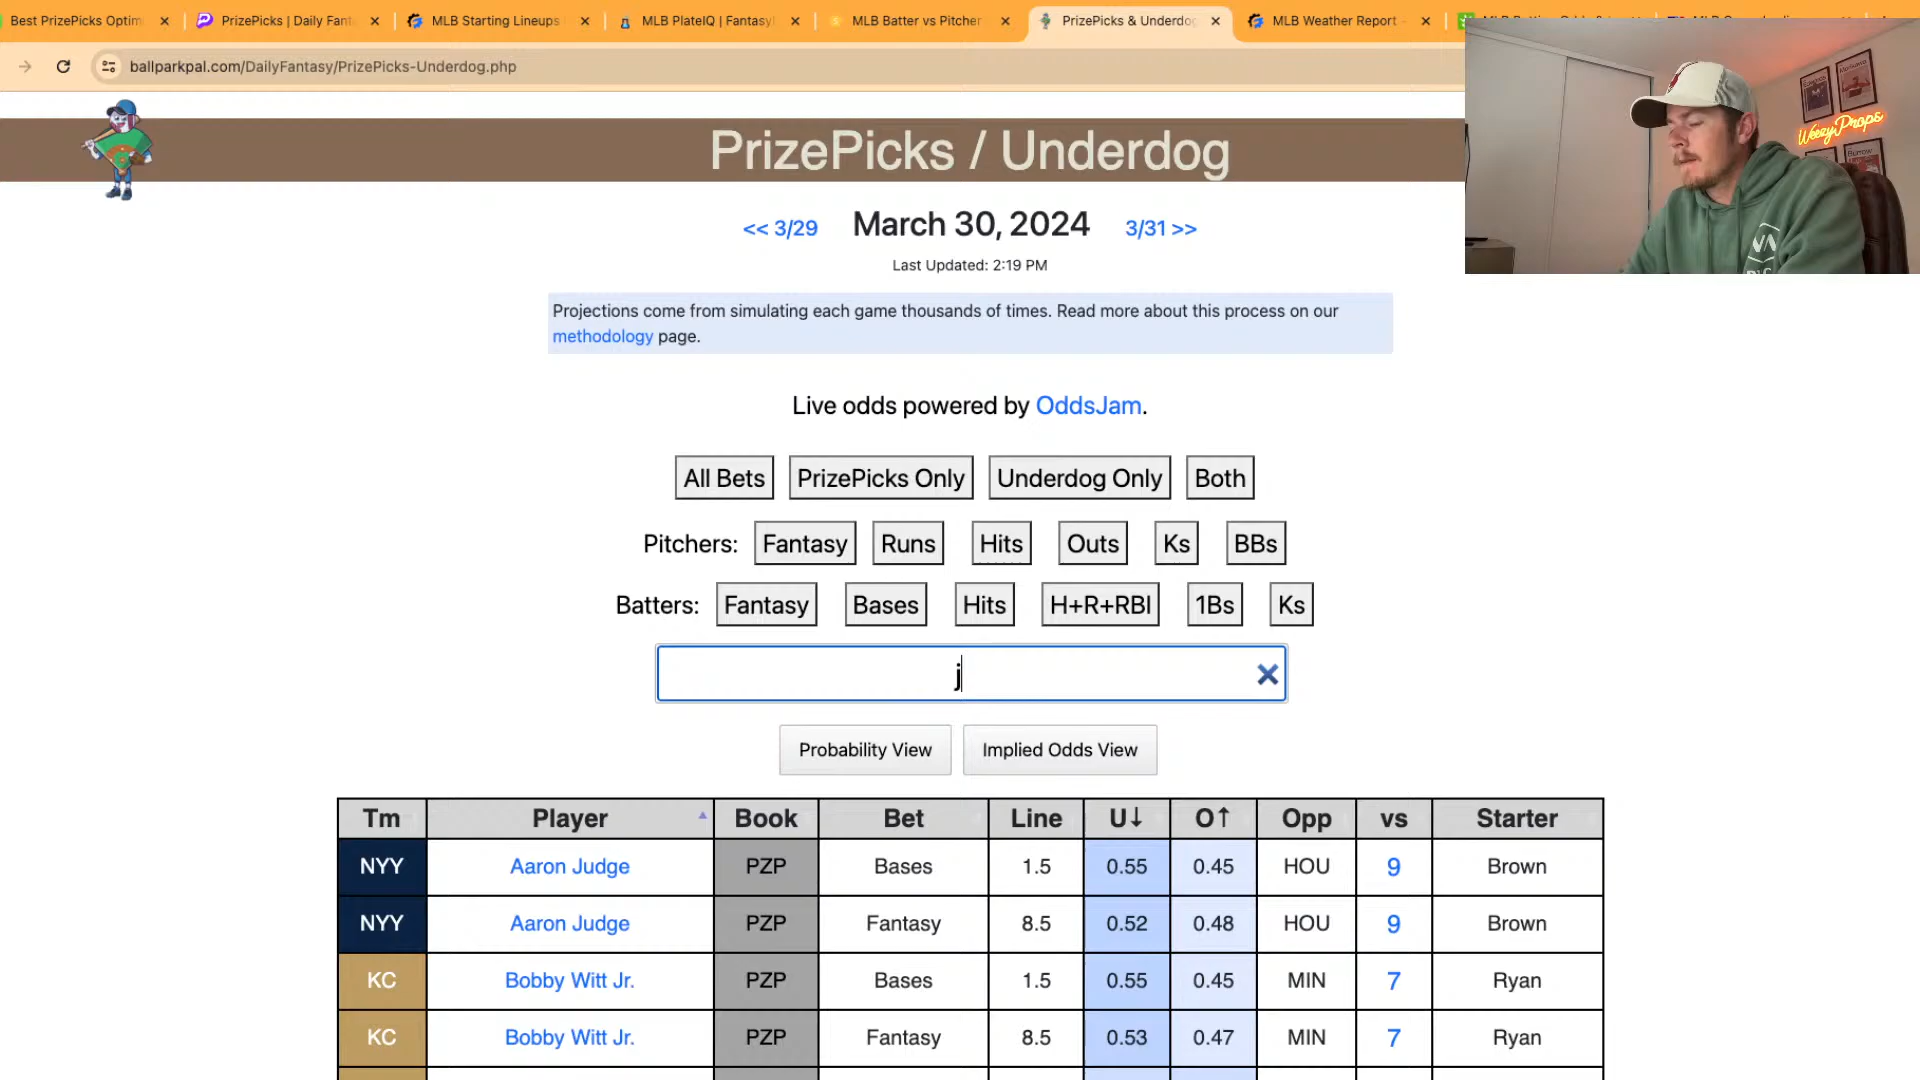 Best PrizePicks Optim
PrizePicks | Daily Fant
MLB Starting Lineups
MLB PlateIQ | Fantasy
MLB Batter vs Pitcher
PrizePicks & Underdog
MLB Weather Report -
ballparkpal.com/DailyFantasy/PrizePicks-Underdog.php
WeezyProps
Burrow
PrizePicks / Underdog
<< 3/29 March 30, 2024 3/31 >>
Last Updated: 2:19 PM
Projections come from simulating each game thousands of times. Read more about this process on our
methodology page.
Live odds powered by OddsJam.
All Bets PrizePicks Only Underdog Only Both
Pitchers: Fantasy Runs Hits Outs Ks BBs
Batters: Fantasy Bases Hits H+R+RBI 1Bs Ks
j
Probability View Implied Odds View
Tm Player Book Bet Line U↓ O↑ Opp vs Starter
NYY Aaron Judge PZP Bases 1.5 0.55 0.45 HOU 9 Brown
NYY Aaron Judge PZP Fantasy 8.5 0.52 0.48 HOU 9 Brown
KC Bobby Witt Jr. PZP Bases 1.5 0.55 0.45 MIN 7 Ryan
KC Bobby Witt Jr. PZP Fantasy 8.5 0.53 0.47 MIN 7 Ryan